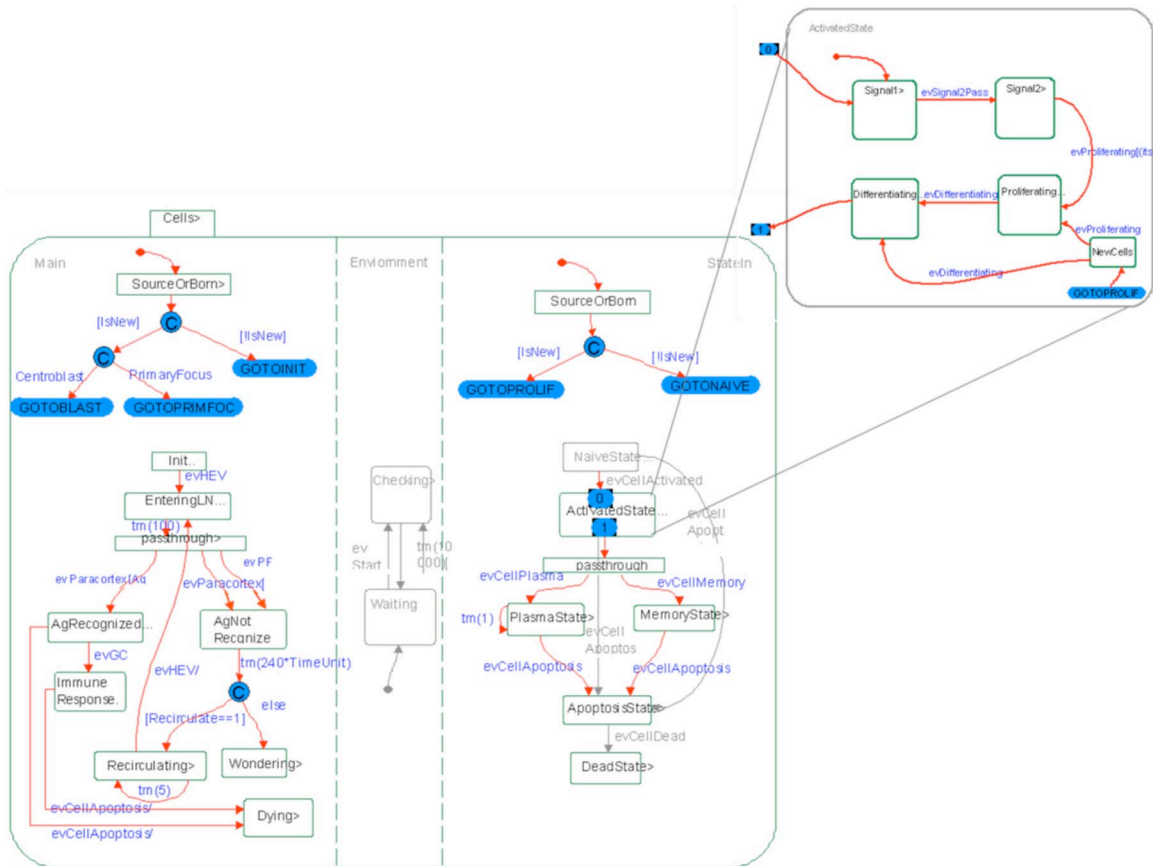 ActivatedState
0
Signal1>
evSignal2Pass
Signal2>
evProliferating[(its
Differentiating...
evDifferentiating
Proliferating...
1
evProliferating
NewCells
evDifferentiating
GOTOPROLIF
Cells>
Main
Enviornment
StateIn
SourceOrBorn>
[IsNew]
C
[!IsNew]
C
GOTOINIT
Centroblast
PrimaryFocus
GOTOBLAST
GOTOPRIMFOC
SourceOrBorn
[IsNew]
C
[!IsNew]
GOTOPROLIF
GOTONAIVE
Init..
evHEV
EnteringLN...
tm(100)
passthrough>
evPF
evParacortex[Ag
evParacortex[
AgRecognized...
AgNot
Recgnize
evGC
tm(240*TimeUnit)
Immune
Response.
evHEV/
C
else
[Recirculate==1]
Recirculating>
Wondering>
tm(5)
evCellApoptosis/
Dying>
evCellApoptosis/
Checking>
ev
Start
tm(10
000)[
Waiting
NaiveState...
evCellActivated
0
ActivatedState...
1
evCell
Apopt
passthrough
evCellPlasma
evCellMemory
tm(1)
PlasmaState>
MemoryState>
evCell
Apoptos
evCellApoptosis
evCellApoptosis
ApoptosisState>
evCellDead
DeadState>